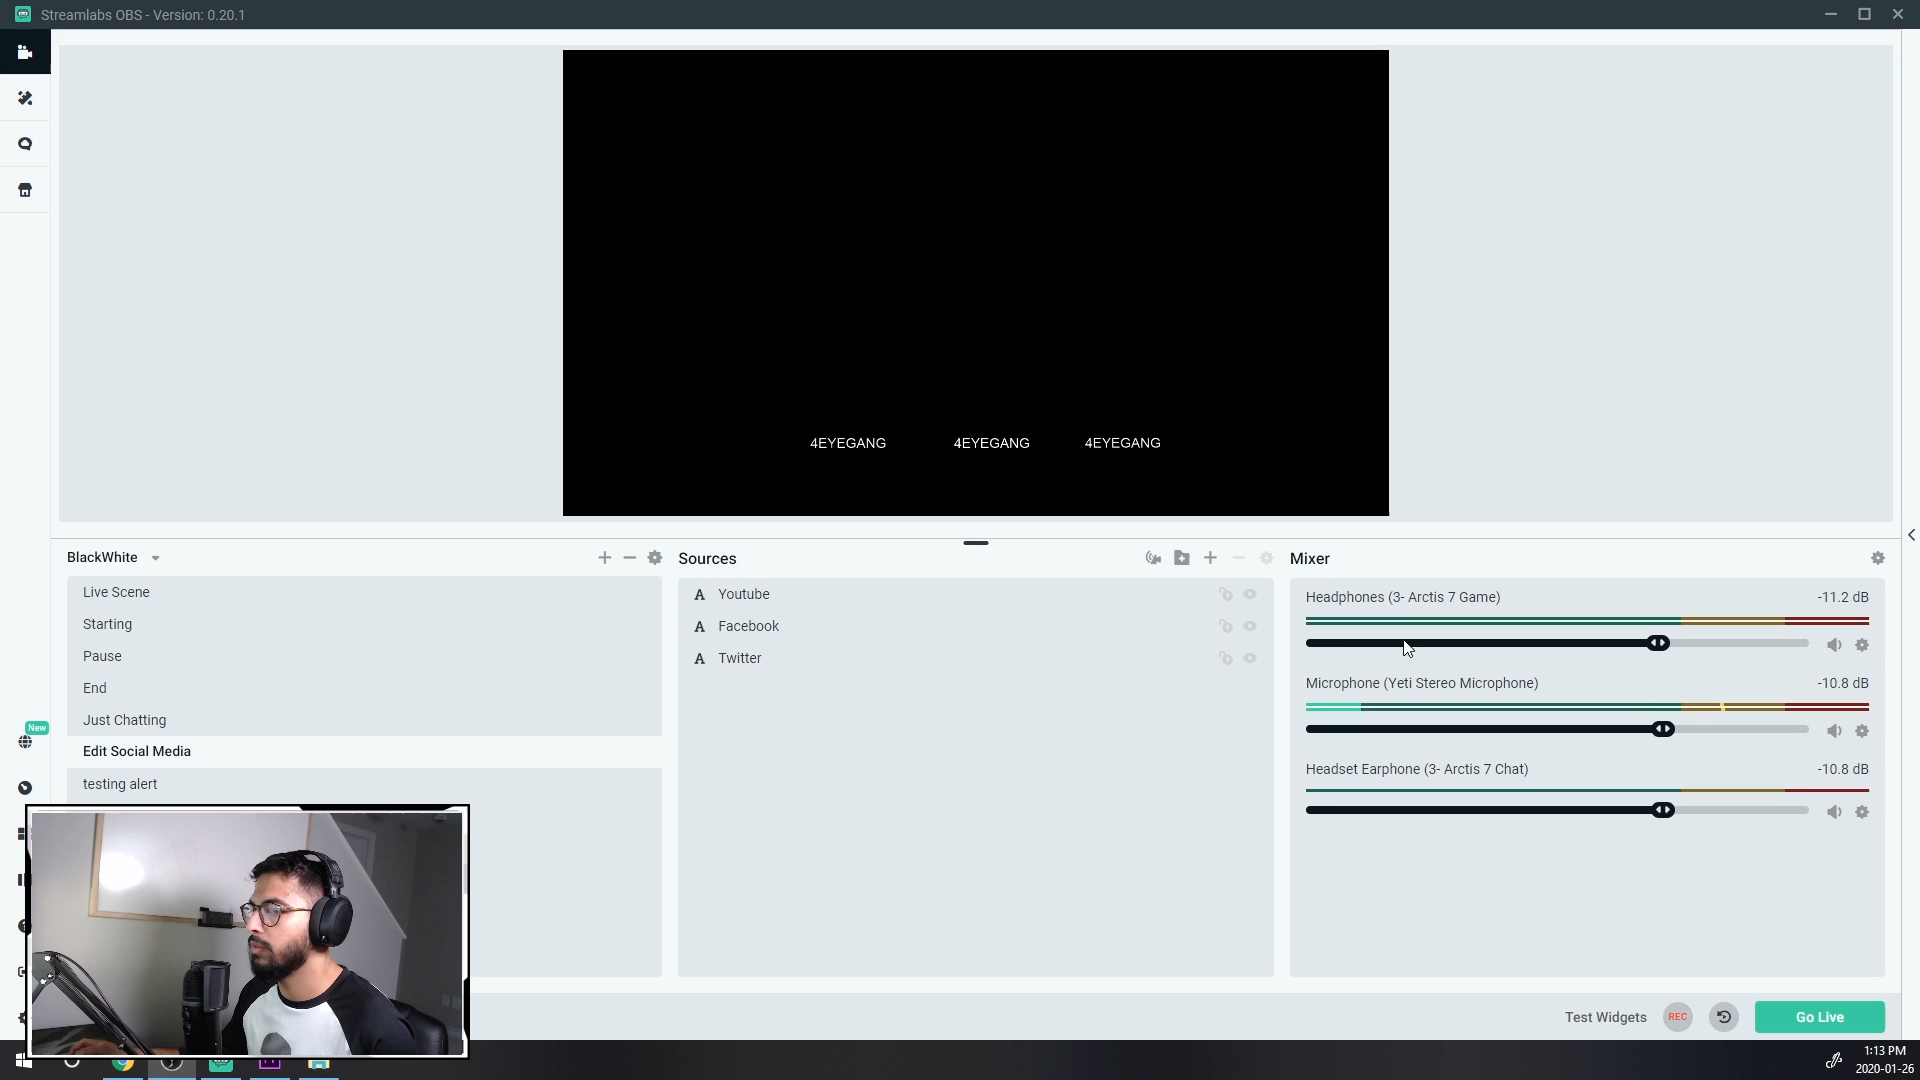 Streamlabs OBS - Version: 0.20.1
4EYEGANG 4EYEGANG 4EYEGANG
BlackWhite
Live Scene
Starting
Pause
End
Just Chatting
Edit Social Media
testing alert
New
Sources
Youtube
Facebook
Twitter
Mixer
Headphones (3- Arctis 7 Game) -11.2 dB
Microphone (Yeti Stereo Microphone) -10.8 dB
Headset Earphone (3- Arctis 7 Chat) -10.8 dB
Test Widgets REC Go Live
1:13 PM
2020-01-26